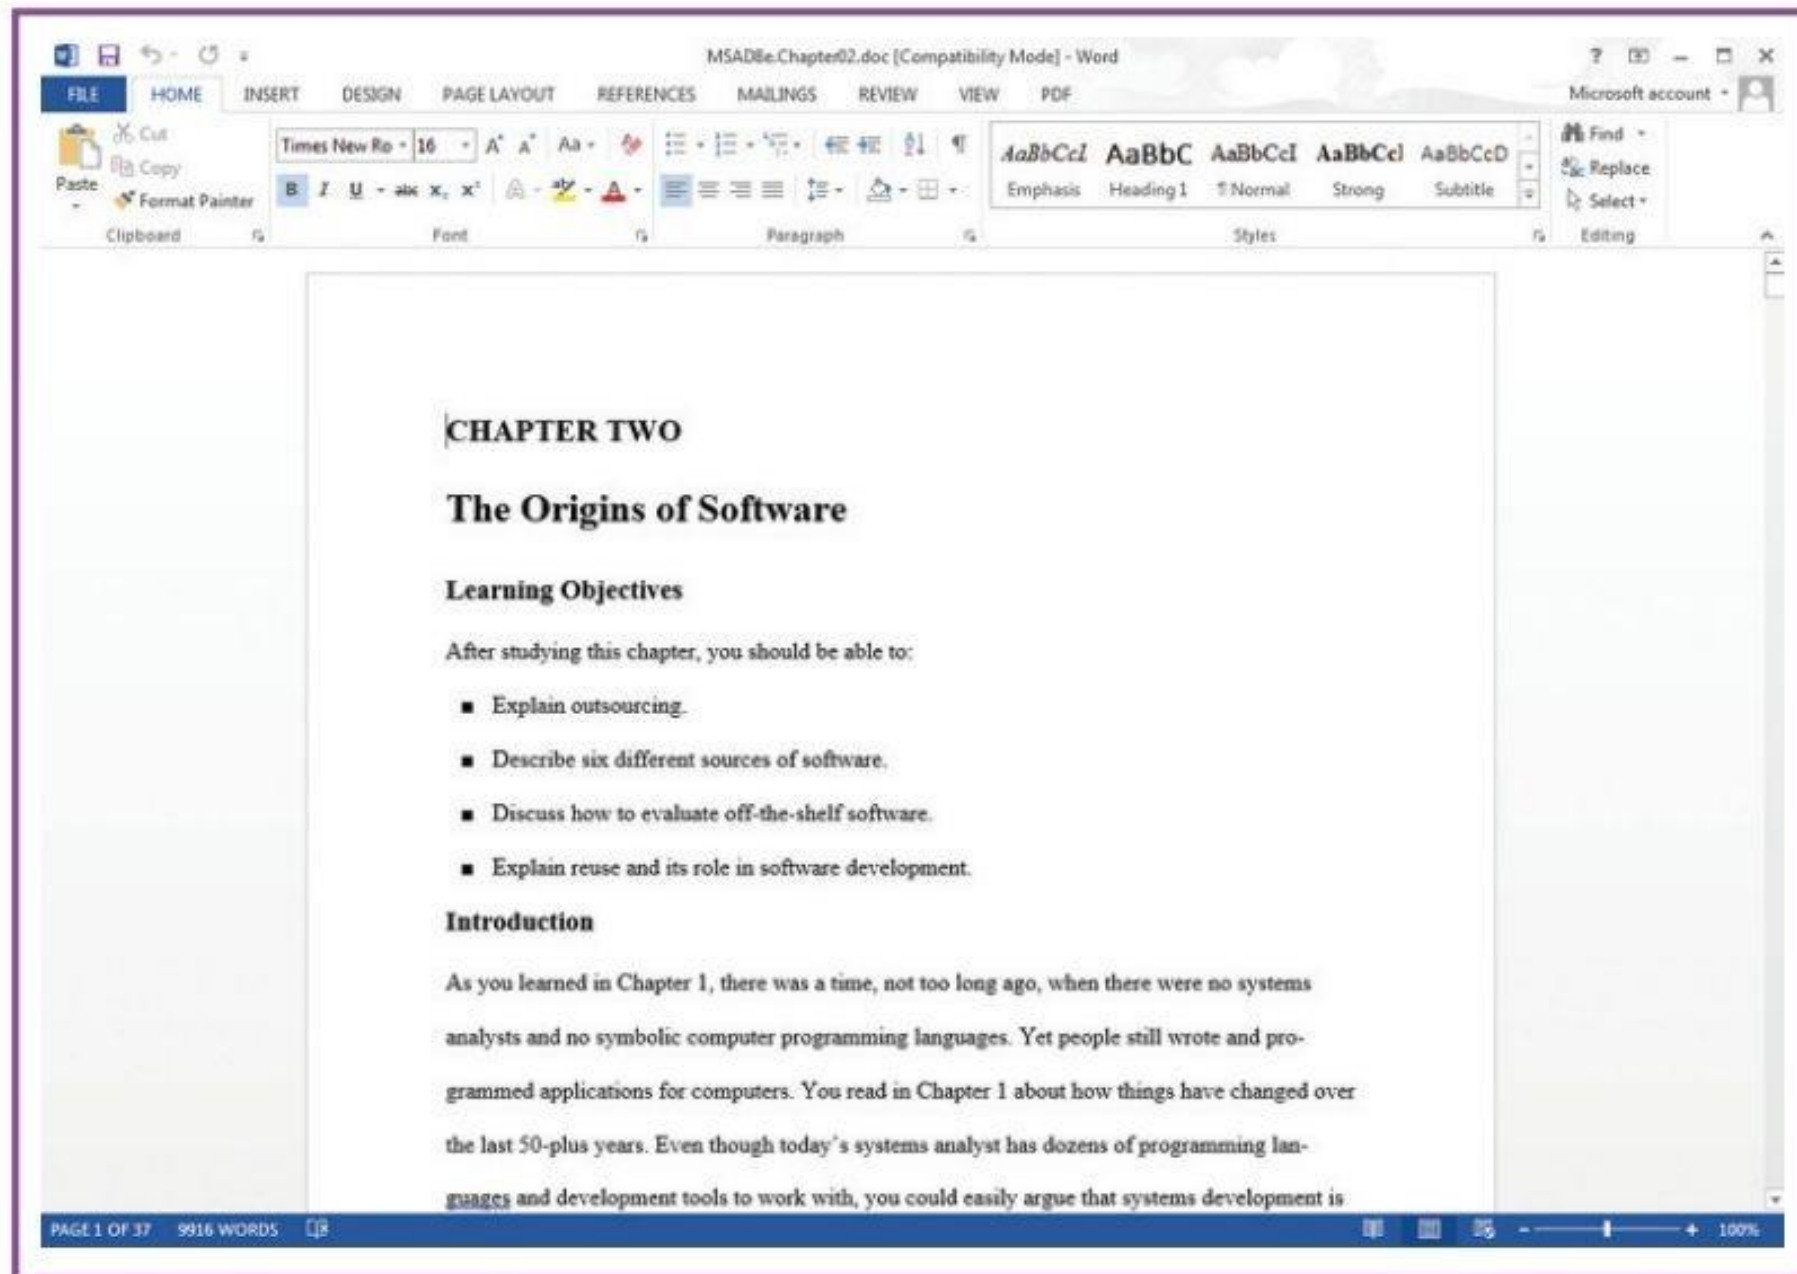 MSAD8e.Chapter02.doc [Compatibility Mode] - Word
?
FILE HOME INSERT DESIGN PAGE LAYOUT REFERENCES MAILINGS REVIEW VIEW PDF Microsoft account
Paste
Cut
Copy
Format Painter
Clipboard
Times New Ro 16 A A Aa
B I U abc x₂ x² A ab A
Font
Paragraph
AaBbCcI AaBbC AaBbCcI AaBbCcI AaBbCcD
Emphasis Heading 1 ¶ Normal Strong Subtitle
Styles
Find
Replace
Select
Editing
CHAPTER TWO
The Origins of Software
Learning Objectives
After studying this chapter, you should be able to:
■ Explain outsourcing.
■ Describe six different sources of software.
■ Discuss how to evaluate off-the-shelf software.
■ Explain reuse and its role in software development.
Introduction
As you learned in Chapter 1, there was a time, not too long ago, when there were no systems
analysts and no symbolic computer programming languages. Yet people still wrote and pro-
grammed applications for computers. You read in Chapter 1 about how things have changed over
the last 50-plus years. Even though today´s systems analyst has dozens of programming lan-
guages and development tools to work with, you could easily argue that systems development is
PAGE 1 OF 37 9916 WORDS 100%